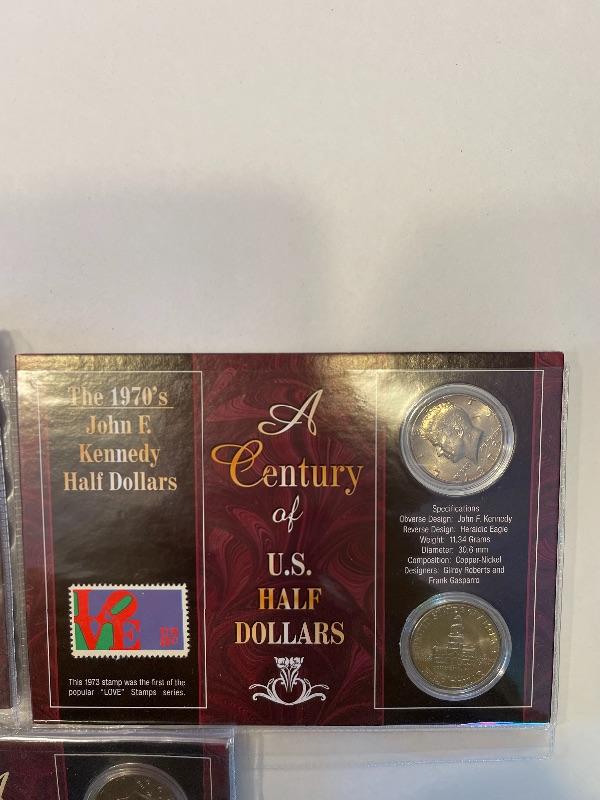 The 1970's
John F.
Kennedy
Half Dollars
LOVE
This 1973 stamp was the first of the
popular "LOVE" Stamps series.
A
Century
of
U.S.
HALF
DOLLARS
Specifications
Obverse Design: John F. Kennedy
Reverse Design: Heraldic Eagle
Weight: 11.34 Grams
Diameter: 30.6 mm
Composition: Copper-Nickel
Designers: Gilroy Roberts and
Frank Gasparro
A